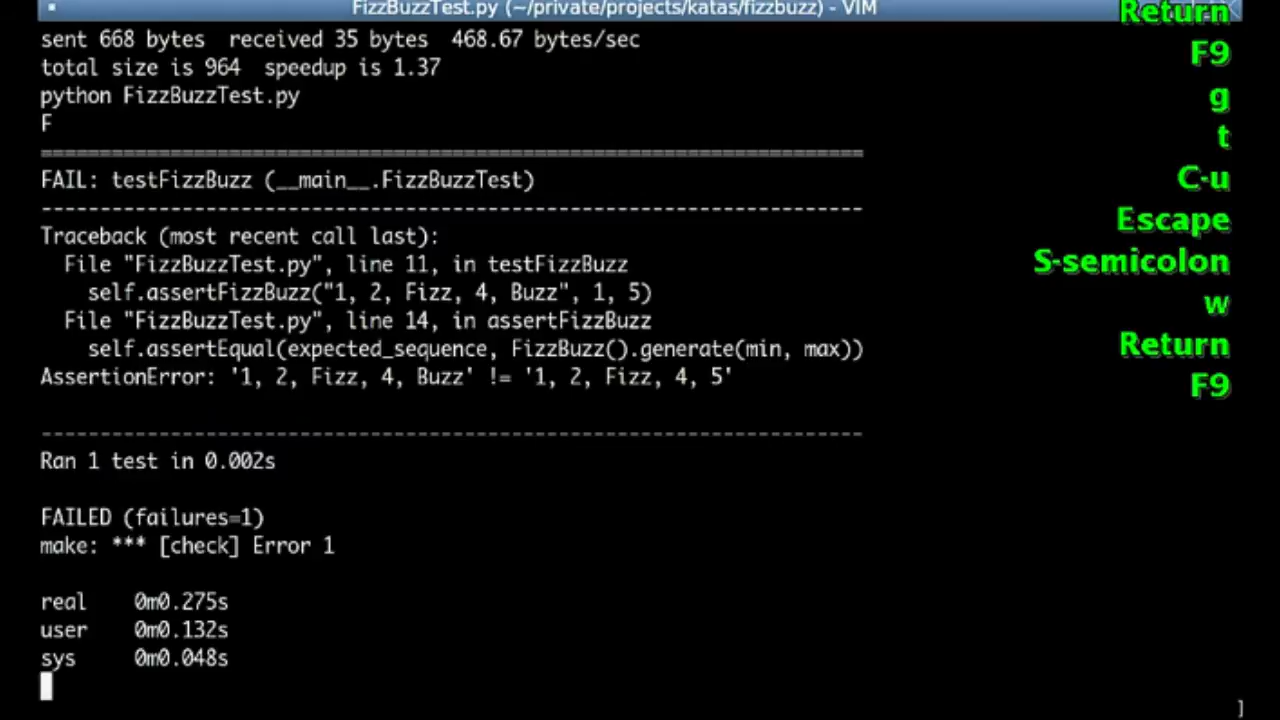 FizzBuzzTest.py (~/private/projects/katas/fizzbuzz) - VIM
sent 668 bytes  received 35 bytes  468.67 bytes/sec
total size is 964  speedup is 1.37
python FizzBuzzTest.py
F
======================================================================
FAIL: testFizzBuzz (__main__.FizzBuzzTest)
----------------------------------------------------------------------
Traceback (most recent call last):
  File "FizzBuzzTest.py", line 11, in testFizzBuzz
    self.assertFizzBuzz("1, 2, Fizz, 4, Buzz", 1, 5)
  File "FizzBuzzTest.py", line 14, in assertFizzBuzz
    self.assertEqual(expected_sequence, FizzBuzz().generate(min, max))
AssertionError: '1, 2, Fizz, 4, Buzz' != '1, 2, Fizz, 4, 5'
----------------------------------------------------------------------
Ran 1 test in 0.002s
FAILED (failures=1)
make: *** [check] Error 1
real    0m0.275s
user    0m0.132s
sys     0m0.048s
]
Return
F9
g
t
C-u
Escape
S-semicolon
w
Return
F9